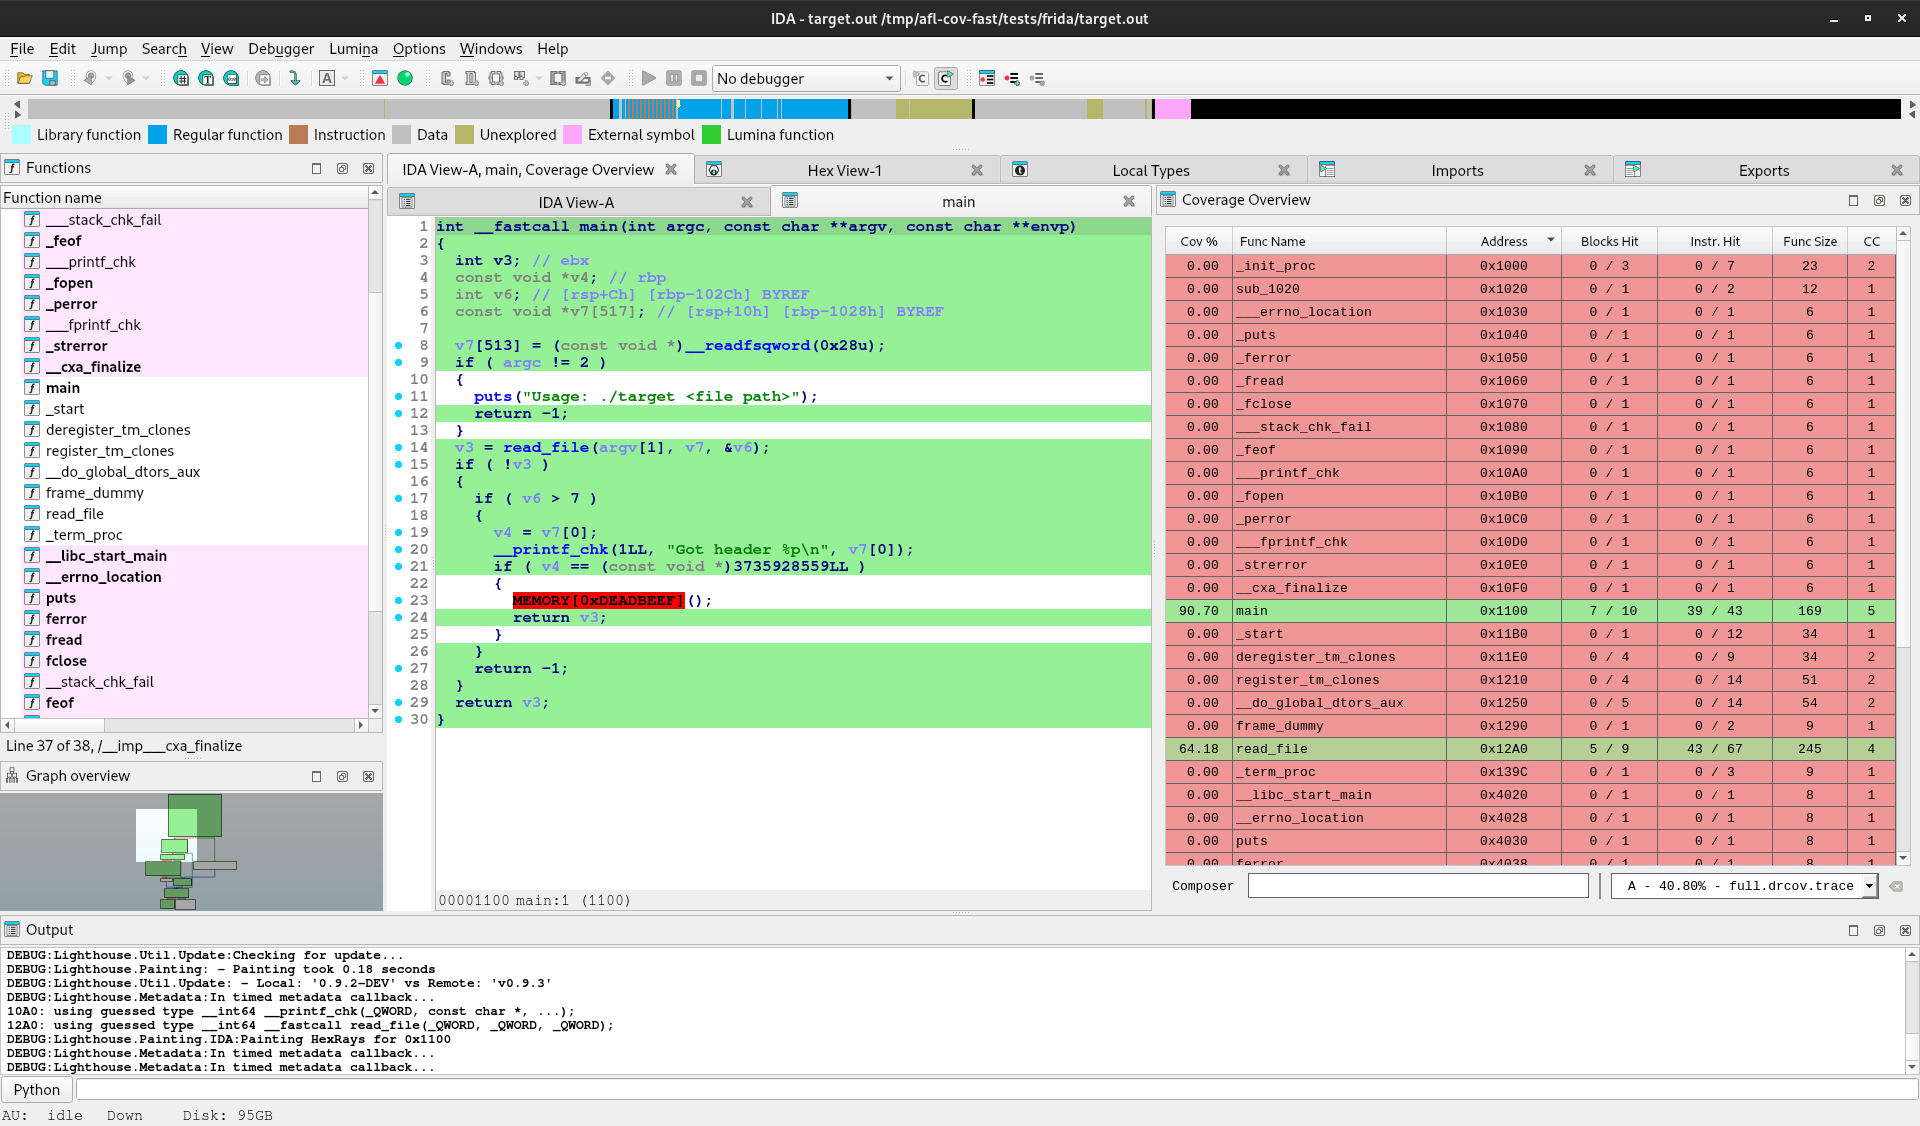 IDA - target.out /tmp/afl-cov-fast/tests/frida/target.out
File Edit Jump Search View Debugger Lumina Options Windows Help
No debugger
Library function Regular function Instruction Data Unexplored External symbol Lumina function
Functions
Function name
___stack_chk_fail
_feof
___printf_chk
_fopen
_perror
___fprintf_chk
_strerror
__cxa_finalize
main
_start
deregister_tm_clones
register_tm_clones
__do_global_dtors_aux
frame_dummy
read_file
_term_proc
__libc_start_main
__errno_location
puts
ferror
fread
fclose
__stack_chk_fail
feof
Line 37 of 38, /__imp___cxa_finalize
Graph overview
IDA View-A, main, Coverage Overview Hex View-1 Local Types Imports Exports
IDA View-A main
1 int __fastcall main(int argc, const char **argv, const char **envp)
2 {
3 int v3; // ebx
4 const void *v4; // rbp
5 int v6; // [rsp+Ch] [rbp-102Ch] BYREF
6 const void *v7[517]; // [rsp+10h] [rbp-1028h] BYREF
7
8 v7[513] = (const void *)__readfsqword(0x28u);
9 if ( argc != 2 )
10 {
11 puts("Usage: ./target <file path>");
12 return -1;
13 }
14 v3 = read_file(argv[1], v7, &v6);
15 if ( !v3 )
16 {
17 if ( v6 > 7 )
18 {
19 v4 = v7[0];
20 __printf_chk(1LL, "Got header %p\n", v7[0]);
21 if ( v4 == (const void *)3735928559LL )
22 {
23 MEMORY[0xDEADBEEF]();
24 return v3;
25 }
26 }
27 return -1;
28 }
29 return v3;
30 }
00001100 main:1 (1100)
Coverage Overview
Cov % Func Name Address Blocks Hit Instr. Hit Func Size CC
0.00 _init_proc 0x1000 0 / 3 0 / 7 23 2
0.00 sub_1020 0x1020 0 / 1 0 / 2 12 1
0.00 ___errno_location 0x1030 0 / 1 0 / 1 6 1
0.00 _puts 0x1040 0 / 1 0 / 1 6 1
0.00 _ferror 0x1050 0 / 1 0 / 1 6 1
0.00 _fread 0x1060 0 / 1 0 / 1 6 1
0.00 _fclose 0x1070 0 / 1 0 / 1 6 1
0.00 ___stack_chk_fail 0x1080 0 / 1 0 / 1 6 1
0.00 _feof 0x1090 0 / 1 0 / 1 6 1
0.00 ___printf_chk 0x10A0 0 / 1 0 / 1 6 1
0.00 _fopen 0x10B0 0 / 1 0 / 1 6 1
0.00 _perror 0x10C0 0 / 1 0 / 1 6 1
0.00 ___fprintf_chk 0x10D0 0 / 1 0 / 1 6 1
0.00 _strerror 0x10E0 0 / 1 0 / 1 6 1
0.00 __cxa_finalize 0x10F0 0 / 1 0 / 1 6 1
90.70 main 0x1100 7 / 10 39 / 43 169 5
0.00 _start 0x11B0 0 / 1 0 / 12 34 1
0.00 deregister_tm_clones 0x11E0 0 / 4 0 / 9 34 2
0.00 register_tm_clones 0x1210 0 / 4 0 / 14 51 2
0.00 __do_global_dtors_aux 0x1250 0 / 5 0 / 14 54 2
0.00 frame_dummy 0x1290 0 / 1 0 / 2 9 1
64.18 read_file 0x12A0 5 / 9 43 / 67 245 4
0.00 _term_proc 0x139C 0 / 1 0 / 3 9 1
0.00 __libc_start_main 0x4020 0 / 1 0 / 1 8 1
0.00 __errno_location 0x4028 0 / 1 0 / 1 8 1
0.00 puts 0x4030 0 / 1 0 / 1 8 1
0.00 ferror 0x4038 0 / 1 0 / 1 8 1
Composer A - 40.80% - full.drcov.trace
Output
DEBUG:Lighthouse.Util.Update:Checking for update...
DEBUG:Lighthouse.Painting: - Painting took 0.18 seconds
DEBUG:Lighthouse.Util.Update: - Local: '0.9.2-DEV' vs Remote: 'v0.9.3'
DEBUG:Lighthouse.Metadata:In timed metadata callback...
10A0: using guessed type __int64 __printf_chk(_QWORD, const char *, ...);
12A0: using guessed type __int64 __fastcall read_file(_QWORD, _QWORD, _QWORD);
DEBUG:Lighthouse.Painting.IDA:Painting HexRays for 0x1100
DEBUG:Lighthouse.Metadata:In timed metadata callback...
DEBUG:Lighthouse.Metadata:In timed metadata callback...
Python
AU: idle Down Disk: 95GB